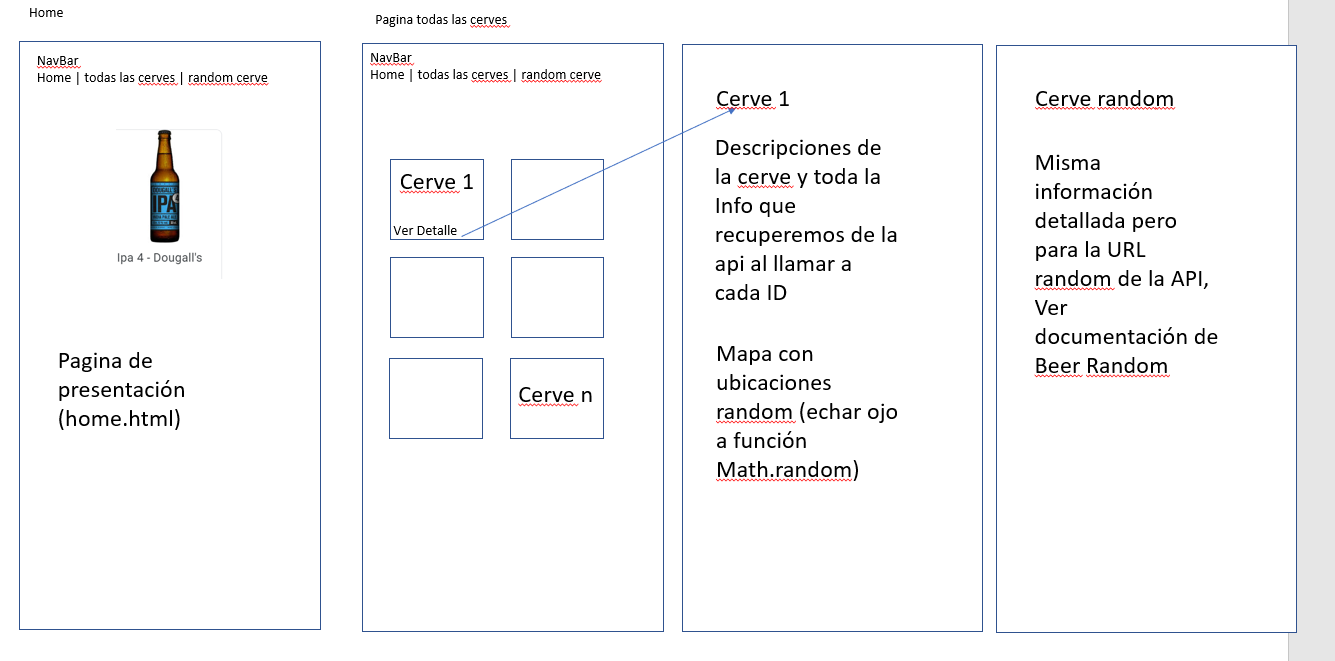 Home
Pagina todas las cerves
NavBar
Home | todas las cerves | random cerve
IPA
Ipa 4 - Dougall's
Pagina de
presentación
(home.html)
NavBar
Home | todas las cerves | random cerve
Cerve 1
Ver Detalle
Cerve n
Cerve 1
Descripciones de
la cerve y toda la
Info que
recuperemos de la
api al llamar a
cada ID
Mapa con
ubicaciones
random (echar ojo
a función
Math.random)
Cerve random
Misma
información
detallada pero
para la URL
random de la API,
Ver
documentación de
Beer Random